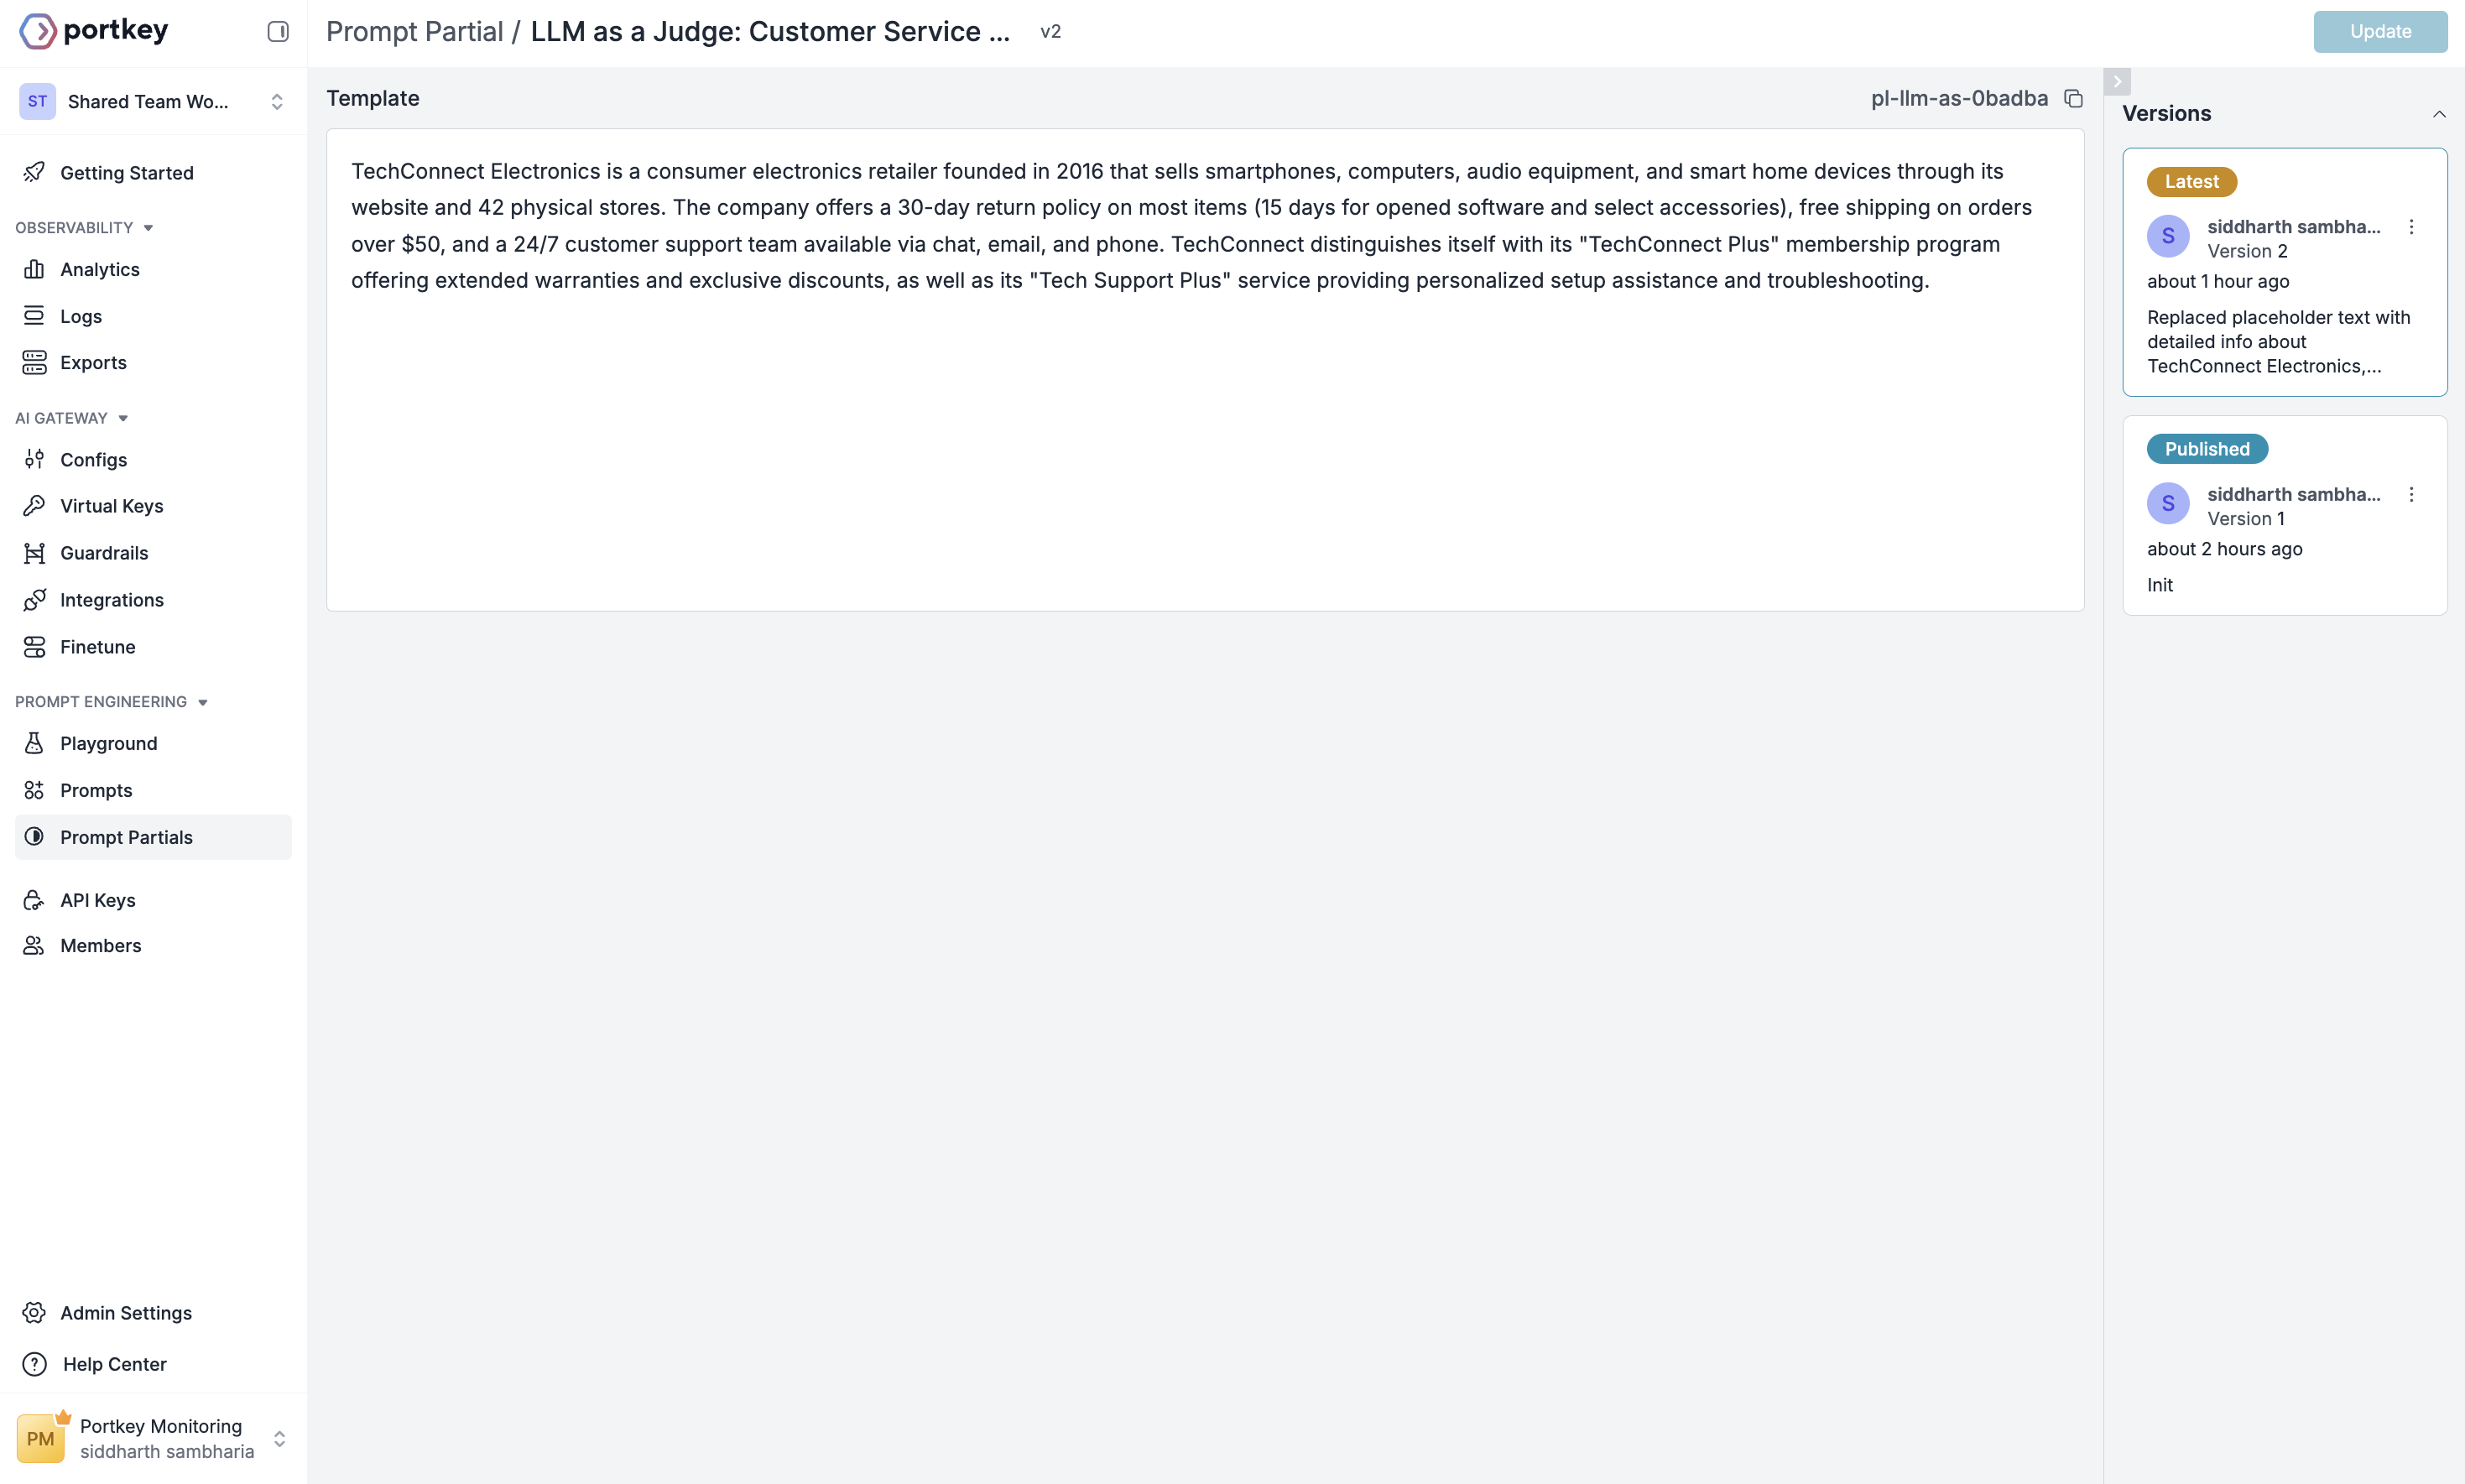 portkey
Prompt Partial / LLM as a Judge: Customer Service ... v2
Update
ST Shared Team Wo...
Getting Started
OBSERVABILITY
Analytics
Logs
Exports
AI GATEWAY
Configs
Virtual Keys
Guardrails
Integrations
Finetune
PROMPT ENGINEERING
Playground
Prompts
Prompt Partials
API Keys
Members
Admin Settings
Help Center
PM Portkey Monitoring
siddharth sambharia
Template
pl-llm-as-0badba
TechConnect Electronics is a consumer electronics retailer founded in 2016 that sells smartphones, computers, audio equipment, and smart home devices through its
website and 42 physical stores. The company offers a 30-day return policy on most items (15 days for opened software and select accessories), free shipping on orders
over $50, and a 24/7 customer support team available via chat, email, and phone. TechConnect distinguishes itself with its "TechConnect Plus" membership program
offering extended warranties and exclusive discounts, as well as its "Tech Support Plus" service providing personalized setup assistance and troubleshooting.
Versions
Latest
S siddharth sambha...
Version 2
about 1 hour ago
Replaced placeholder text with
detailed info about
TechConnect Electronics,...
Published
S siddharth sambha...
Version 1
about 2 hours ago
Init